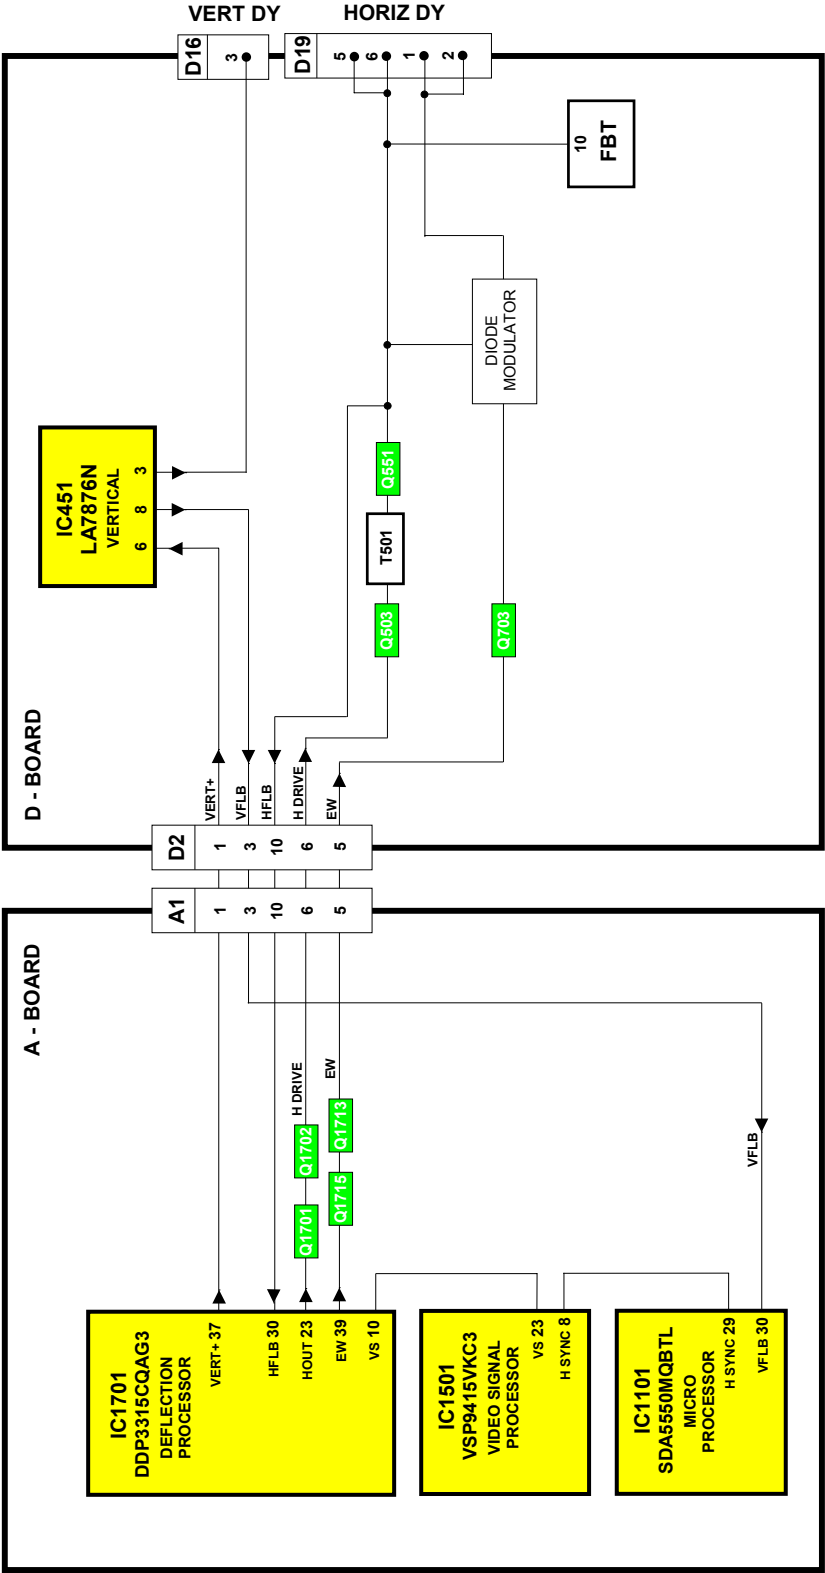 VERT DY
HORIZ DY
D16
3
D19
5
6
1
2
10
FBT
DIODE
MODULATOR
IC451
LA7876N
VERTICAL
3
8
6
Q551
T501
Q503
Q703
D - BOARD
VERT+
VFLB
HFLB
H DRIVE
EW
D2
1
3
10
6
5
A1
1
3
10
6
5
A - BOARD
H DRIVE
EW
Q1702
Q1701
Q1713
Q1715
VFLB
IC1701
DDP3315CQAG3
DEFLECTION
PROCESSOR
VERT+ 37
HFLB 30
HOUT 23
EW 39
VS 10
IC1501
VSP9415VKC3
VIDEO SIGNAL
PROCESSOR
VS 23
H SYNC 8
IC1101
SDA5550MQBTL
MICRO
PROCESSOR
H SYNC 29
VFLB 30